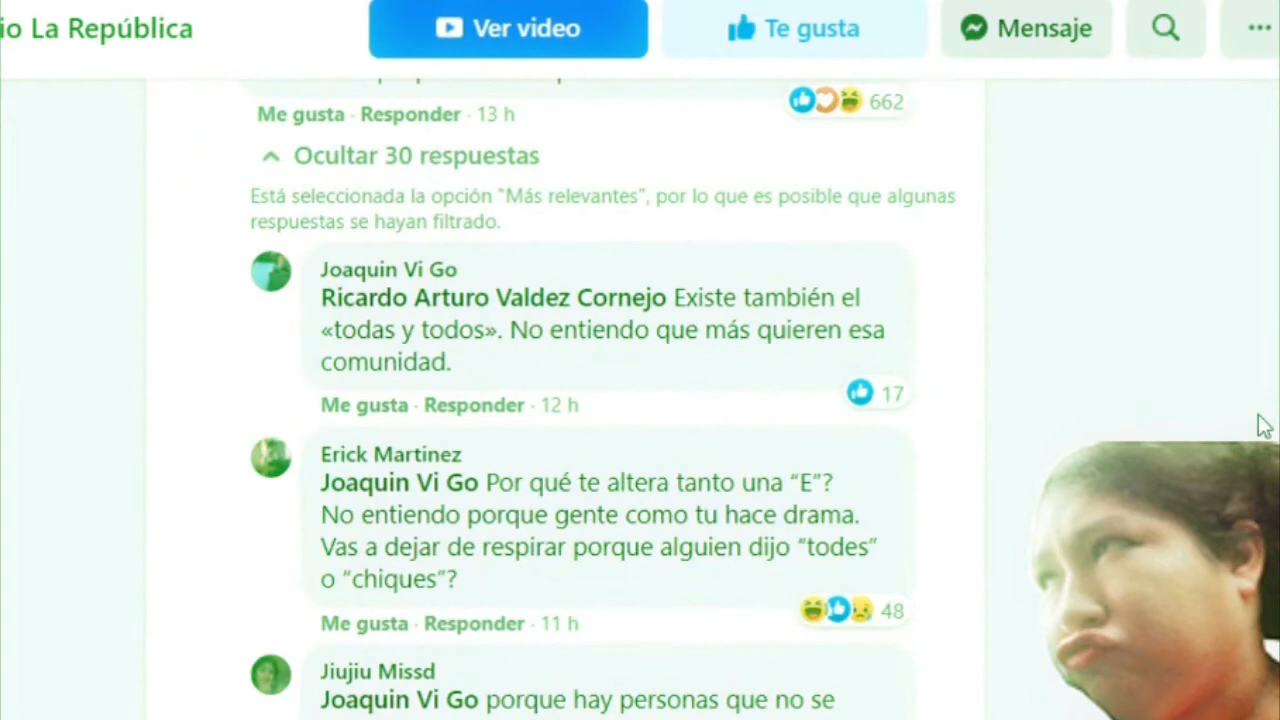 io La República
Ver video
Te gusta
Mensaje
662
Me gusta · Responder · 13 h
Ocultar 30 respuestas
Está seleccionada la opción "Más relevantes", por lo que es posible que algunas
respuestas se hayan filtrado.
Joaquin Vi Go
Ricardo Arturo Valdez Cornejo Existe también el
«todas y todos». No entiendo que más quieren esa
comunidad.
17
Me gusta · Responder · 12 h
Erick Martinez
Joaquin Vi Go Por qué te altera tanto una “E”?
No entiendo porque gente como tu hace drama.
Vas a dejar de respirar porque alguien dijo “todes”
o “chiques”?
48
Me gusta · Responder · 11 h
Jiujiu Missd
Joaquin Vi Go porque hay personas que no se